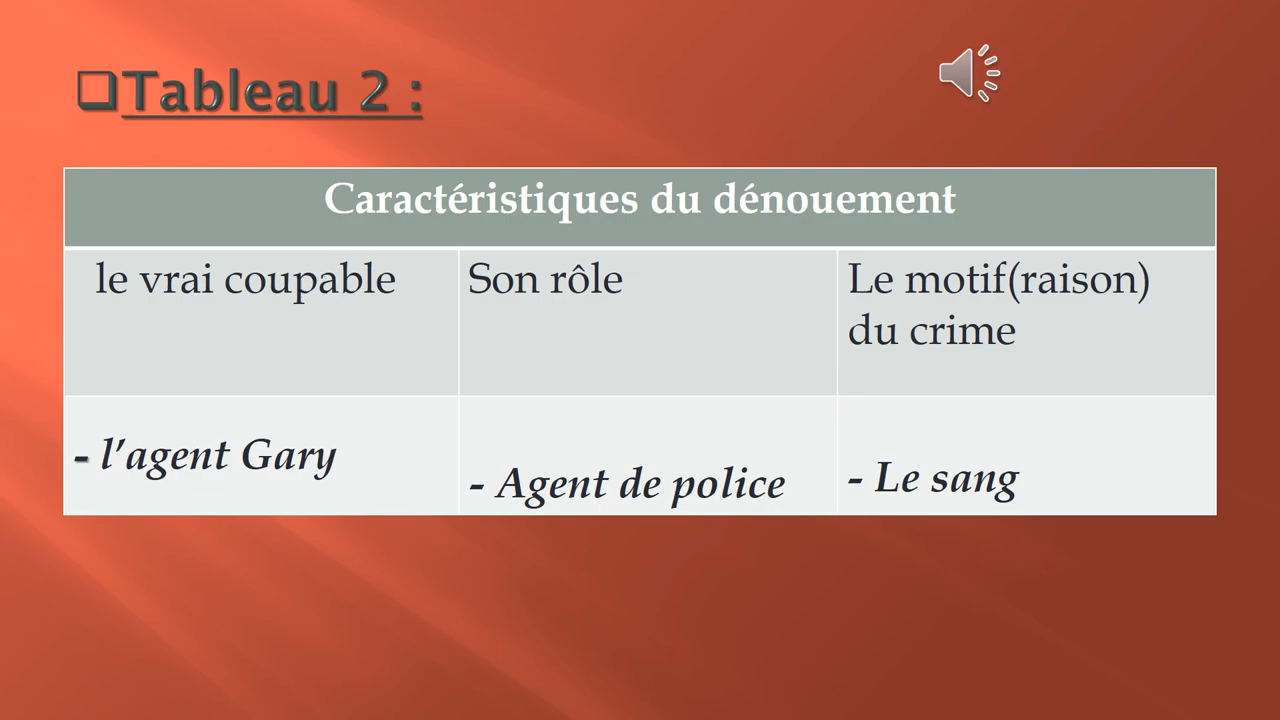 ❑Tableau 2 :
Caractéristiques du dénouement
le vrai coupable
Son rôle
Le motif(raison)
du crime
- l’agent Gary
- Agent de police
- Le sang